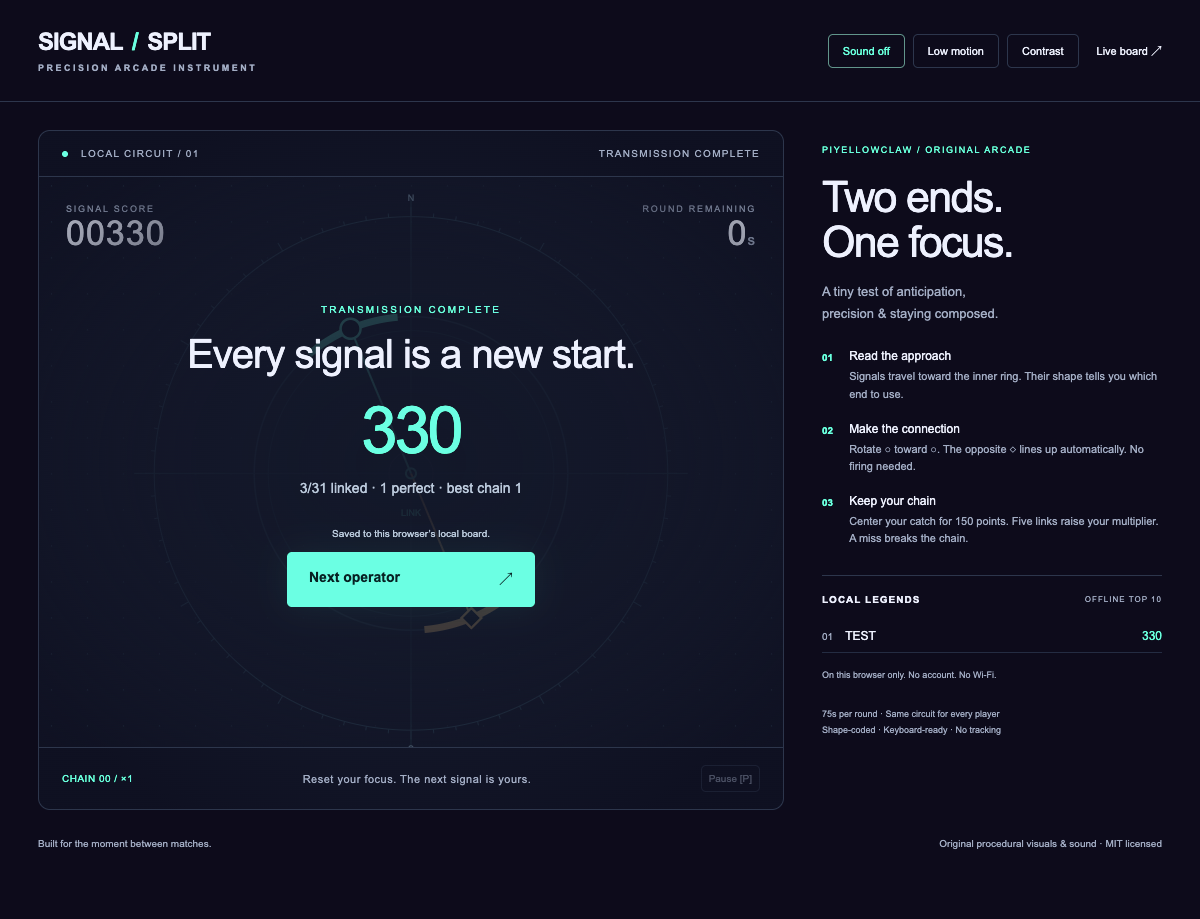 SIGNAL / SPLIT
PRECISION ARCADE INSTRUMENT
Sound off
Low motion
Contrast
Live board ↗
LOCAL CIRCUIT / 01
TRANSMISSION COMPLETE
SIGNAL SCORE
00330
N
ROUND REMAINING
0s
TRANSMISSION COMPLETE
Every signal is a new start.
330
3/31 linked · 1 perfect · best chain 1
LINK
Saved to this browser's local board.
Next operator ↗
CHAIN 00 / ×1
Reset your focus. The next signal is yours.
Pause [P]
PIYELLOWCLAW / ORIGINAL ARCADE
Two ends.
One focus.
A tiny test of anticipation,
precision & staying composed.
01 Read the approach
Signals travel toward the inner ring. Their shape tells you which
end to use.
02 Make the connection
Rotate ○ toward ○. The opposite ◇ lines up automatically. No
firing needed.
03 Keep your chain
Center your catch for 150 points. Five links raise your multiplier.
A miss breaks the chain.
LOCAL LEGENDS
OFFLINE TOP 10
01 TEST 330
On this browser only. No account. No Wi-Fi.
75s per round · Same circuit for every player
Shape-coded · Keyboard-ready · No tracking
Built for the moment between matches.
Original procedural visuals & sound · MIT licensed